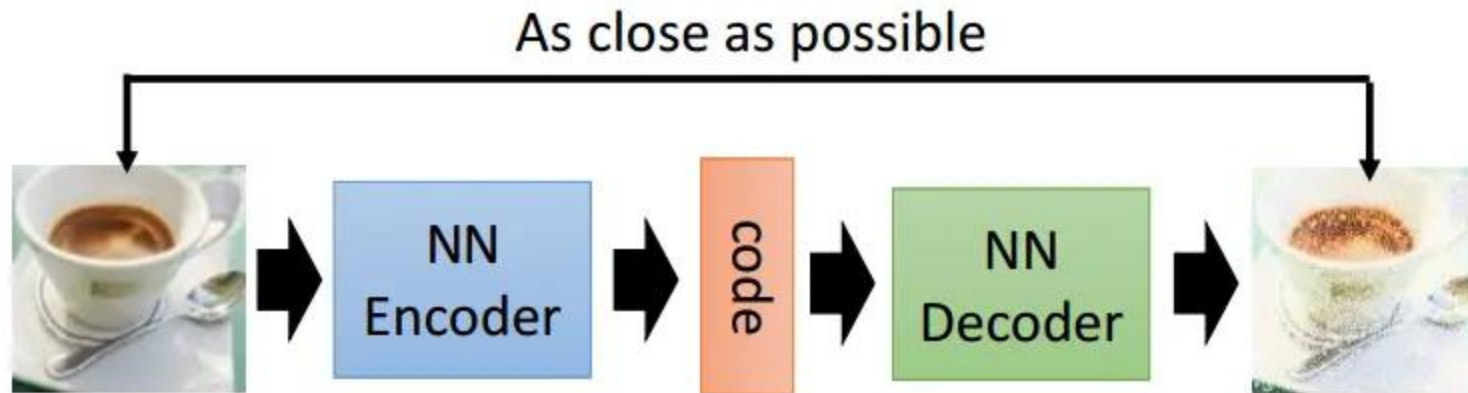 As close as possible
NN
Encoder
code
NN
Decoder